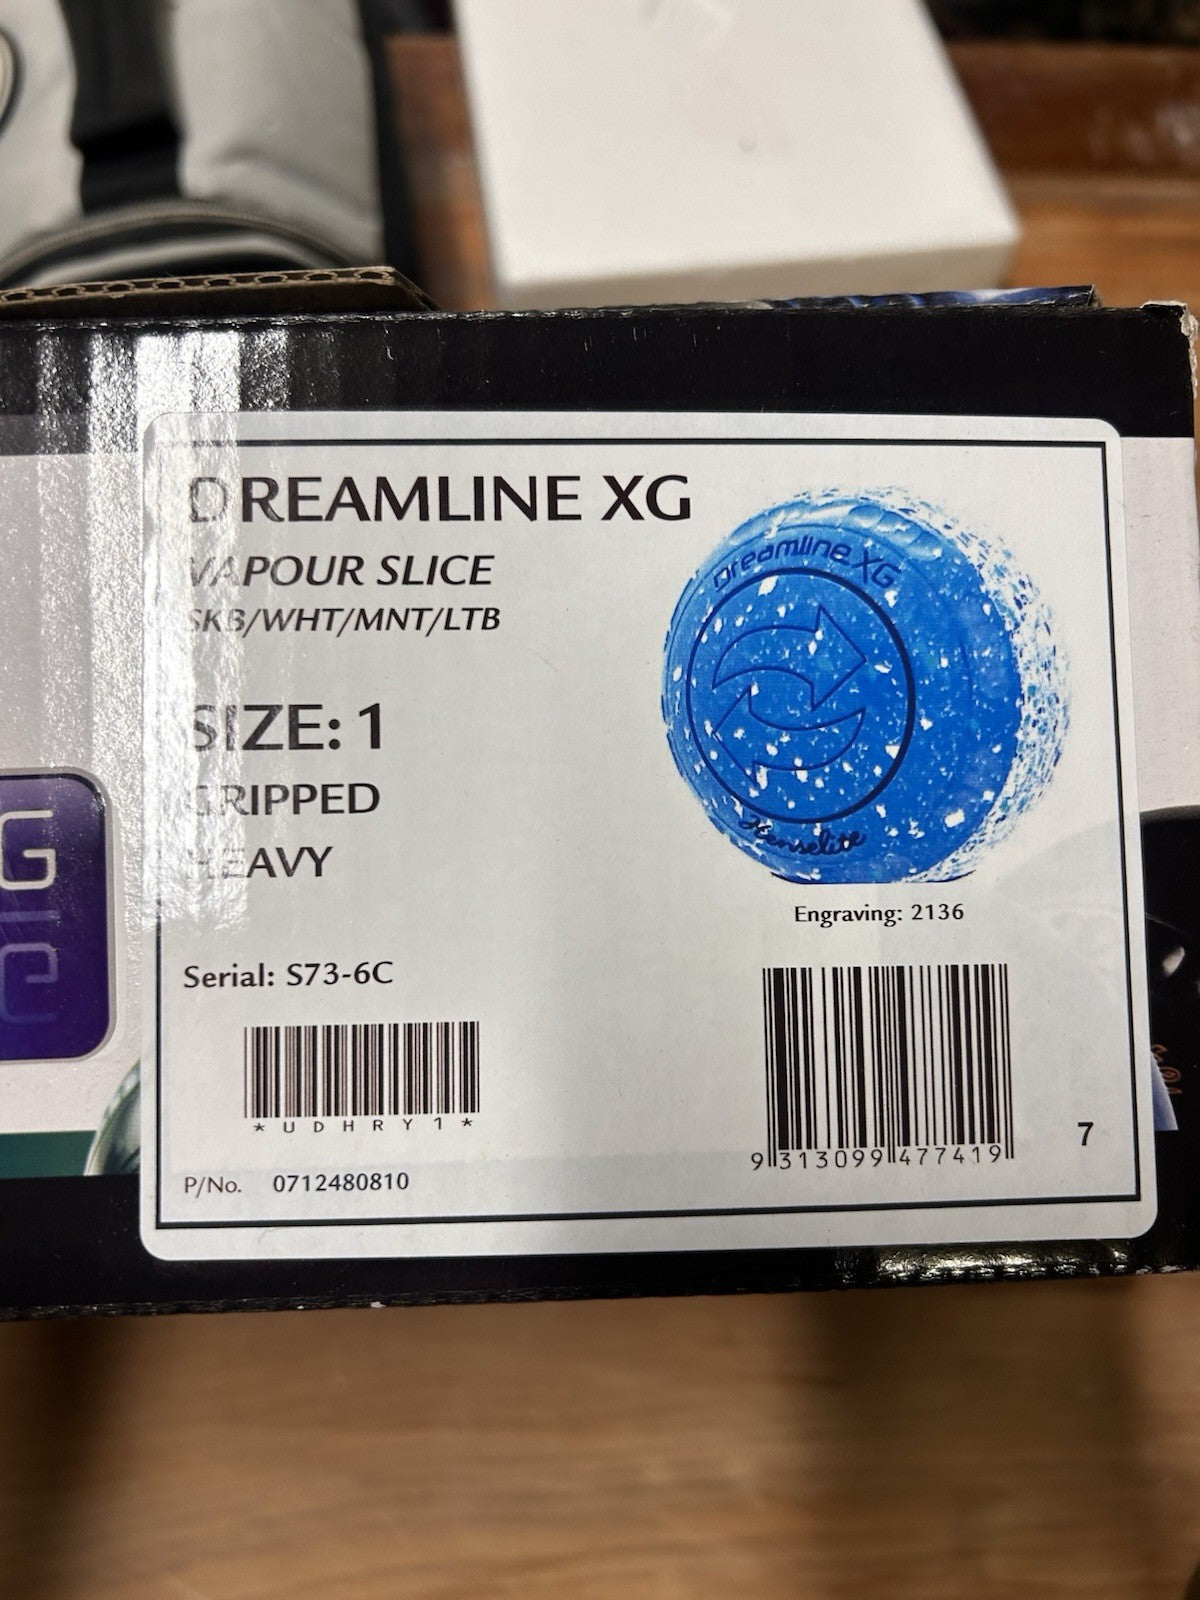 DREAMLINE XG
VAPOUR SLICE
SKB/WHT/MNT/LTB
SIZE: 1
GRIPPED
HEAVY
Dreamline XG
Henselite
Engraving: 2136
Serial: S73-6C
*UDHRY1*
P/No. 0712480810
9 313099 477419
7
G